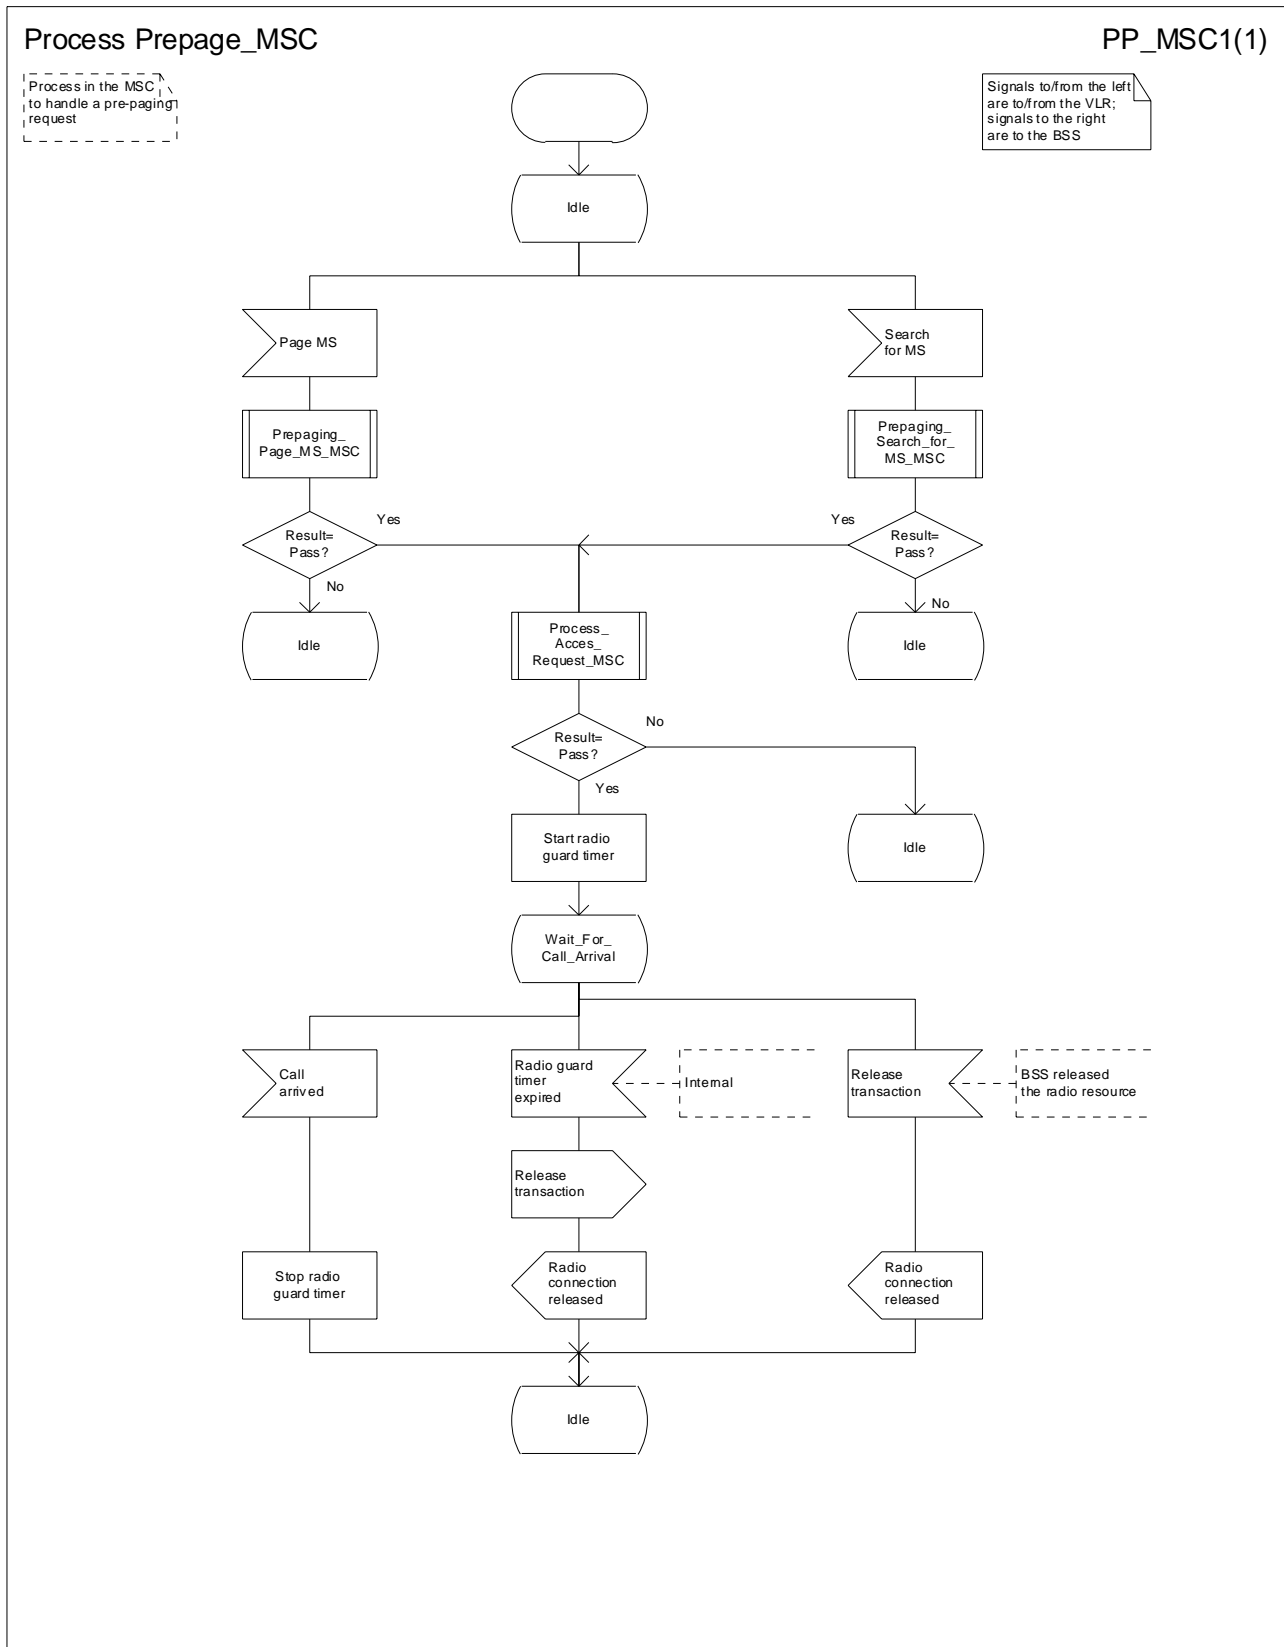 Process Prepage_MSC
PP_MSC1(1)
Process in the MSC
to handle a pre-paging
request
Signals to/from the left
are to/from the VLR;
signals to the right
are to the BSS
Idle
Page MS
Search
for MS
Prepaging_
Page_MS_MSC
Prepaging_
Search_for_
MS_MSC
Result=
Pass?
Yes
No
Yes
Result=
Pass?
No
Idle
Process_
Acces_
Request_MSC
Idle
Result=
Pass?
No
Yes
Start radio
guard timer
Idle
Wait_For_
Call_Arrival
Call
arrived
Radio guard
timer
expired
Internal
Release
transaction
BSS released
the radio resource
Release
transaction
Stop radio
guard timer
Radio
connection
released
Radio
connection
released
Idle